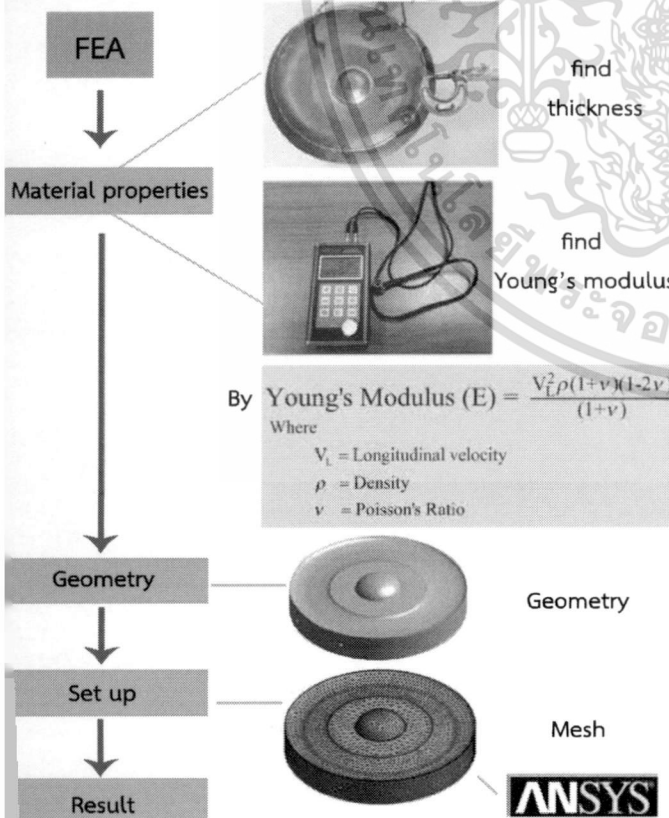 FEA
find
thickness
Material properties
find
Young's modulus
By Young's Modulus (E) = V_L^2 ρ(1+ν)(1-2ν) / (1+ν)
Where
V_L = Longitudinal velocity
ρ = Density
ν = Poisson's Ratio
Geometry
Geometry
Set up
Mesh
ANSYS
Result